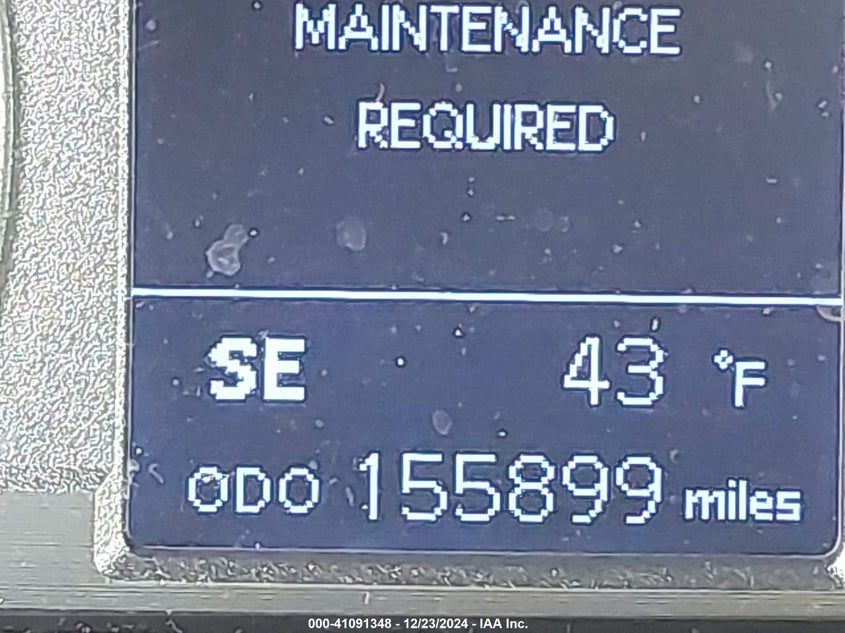 MAINTENANCE
REQUIRED
SE 43 °F
ODO 155899 miles
000-41091348 - 12/23/2024 - IAA Inc.